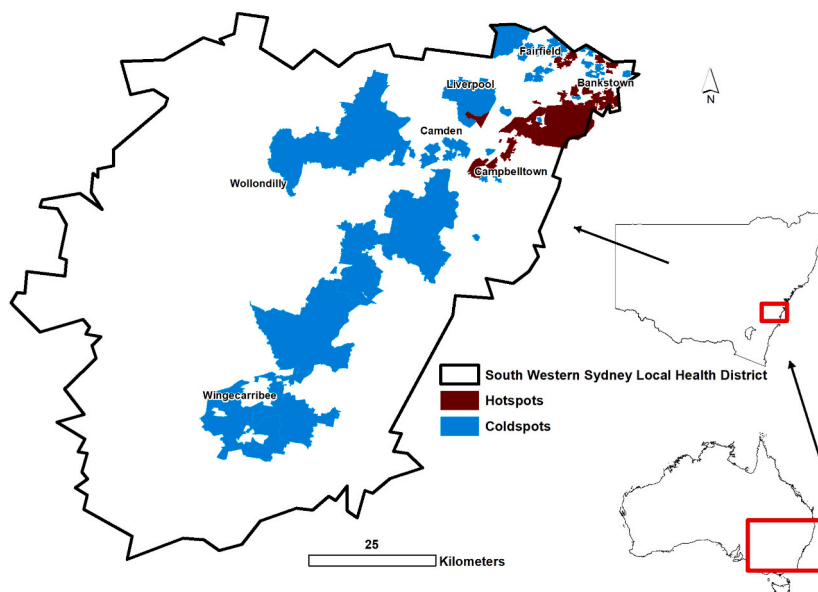 Fairfield
Bankstown
Liverpool
N
Camden
Campbelltown
Wollondilly
South Western Sydney Local Health District
Wingecarribee
Hotspots
Coldspots
25
Kilometers